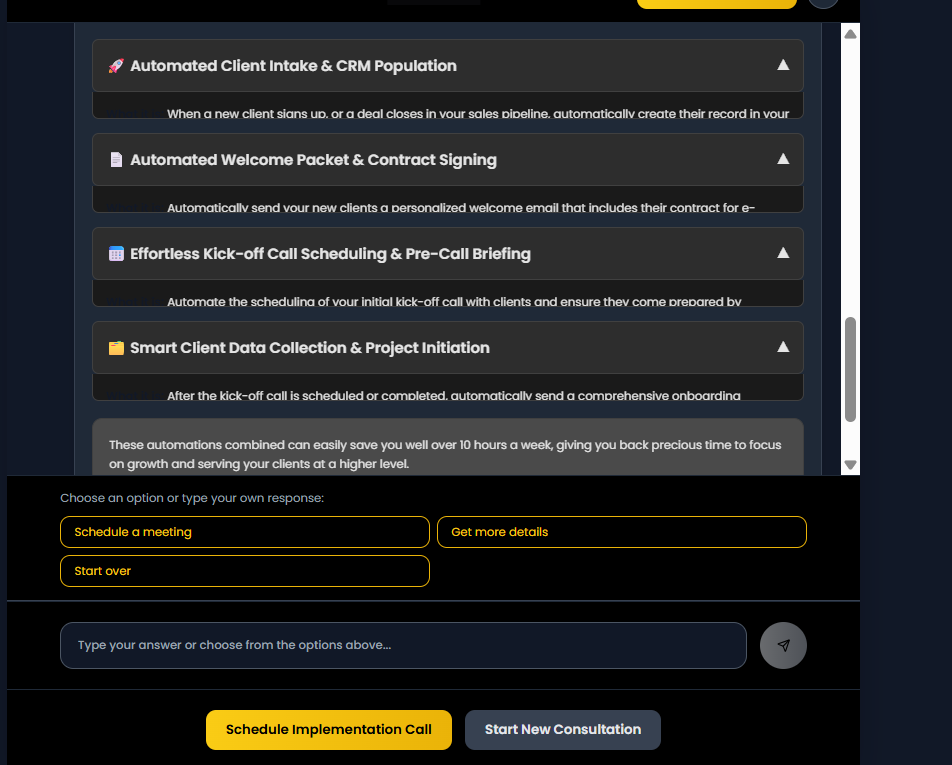 Automated Client Intake & CRM Population
When a new client signs up, or a deal closes in your sales pipeline, automatically create their record in your
Automated Welcome Packet & Contract Signing
Automatically send your new clients a personalized welcome email that includes their contract for e-
Effortless Kick-off Call Scheduling & Pre-Call Briefing
Automate the scheduling of your initial kick-off call with clients and ensure they come prepared by
Smart Client Data Collection & Project Initiation
After the kick-off call is scheduled or completed, automatically send a comprehensive onboarding
These automations combined can easily save you well over 10 hours a week, giving you back precious time to focus
on growth and serving your clients at a higher level.
Choose an option or type your own response:
Schedule a meeting
Get more details
Start over
Type your answer or choose from the options above...
Schedule Implementation Call
Start New Consultation